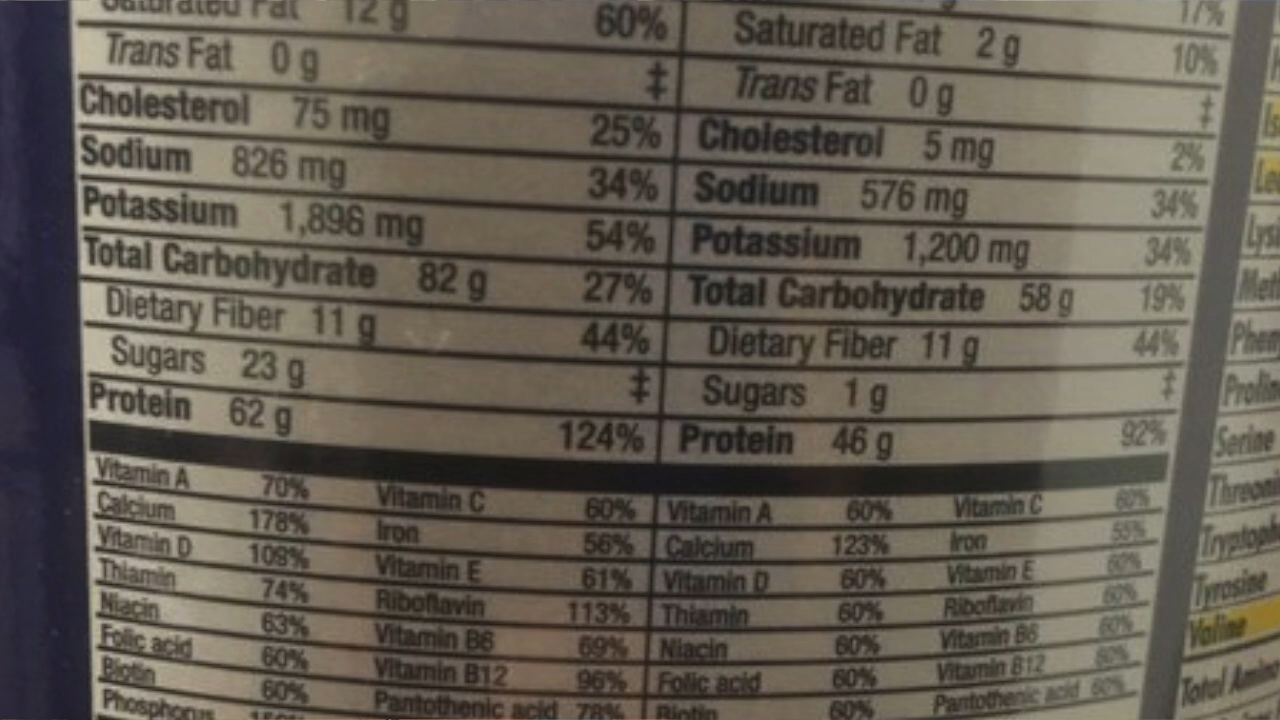 Saturated Fat 12 g 60%
Trans Fat 0 g ‡
Cholesterol 75 mg 25%
Sodium 826 mg 34%
Potassium 1,896 mg 54%
Total Carbohydrate 82 g 27%
Dietary Fiber 11 g 44%
Sugars 23 g ‡
Protein 62 g 124%
Vitamin A 70% Vitamin C 60%
Calcium 178% Iron 56%
Vitamin D 108% Vitamin E 61%
Thiamin 74% Riboflavin 113%
Niacin 63% Vitamin B6 69%
Folic acid 60% Vitamin B12 96%
Biotin 60% Pantothenic acid 78%
Phosphorus
17%
Saturated Fat 2 g 10%
Trans Fat 0 g ‡
Cholesterol 5 mg 2%
Sodium 576 mg 34%
Potassium 1,200 mg 34%
Total Carbohydrate 58 g 19%
Dietary Fiber 11 g 44%
Sugars 1 g ‡
Protein 46 g 92%
Vitamin A 60% Vitamin C 60%
Calcium 123% Iron 55%
Vitamin D 60% Vitamin E 60%
Thiamin 60% Riboflavin 60%
Niacin 60% Vitamin B6 60%
Folic acid 60% Vitamin B12
Biotin 60% Pantothenic acid 60%
Serine
Tyrosine
Valine
Total